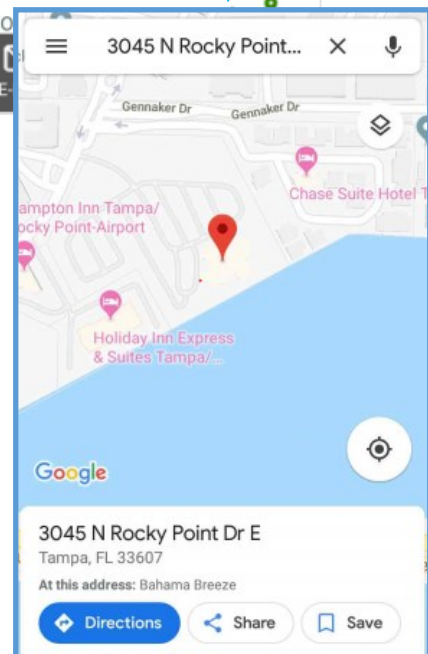 3045 N Rocky Point...
Gennaker Dr
Gennaker Dr
Chase Suite Hotel T
ampton Inn Tampa/
ocky Point-Airport
Holiday Inn Express
& Suites Tampa/...
Google
3045 N Rocky Point Dr E
Tampa, FL 33607
At this address: Bahama Breeze
Directions
Share
Save